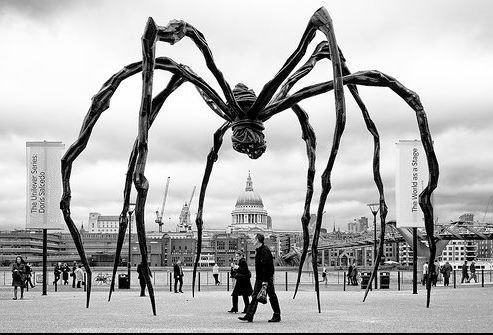 The Unilever Series:
Doris Salcedo
The World as a Stage